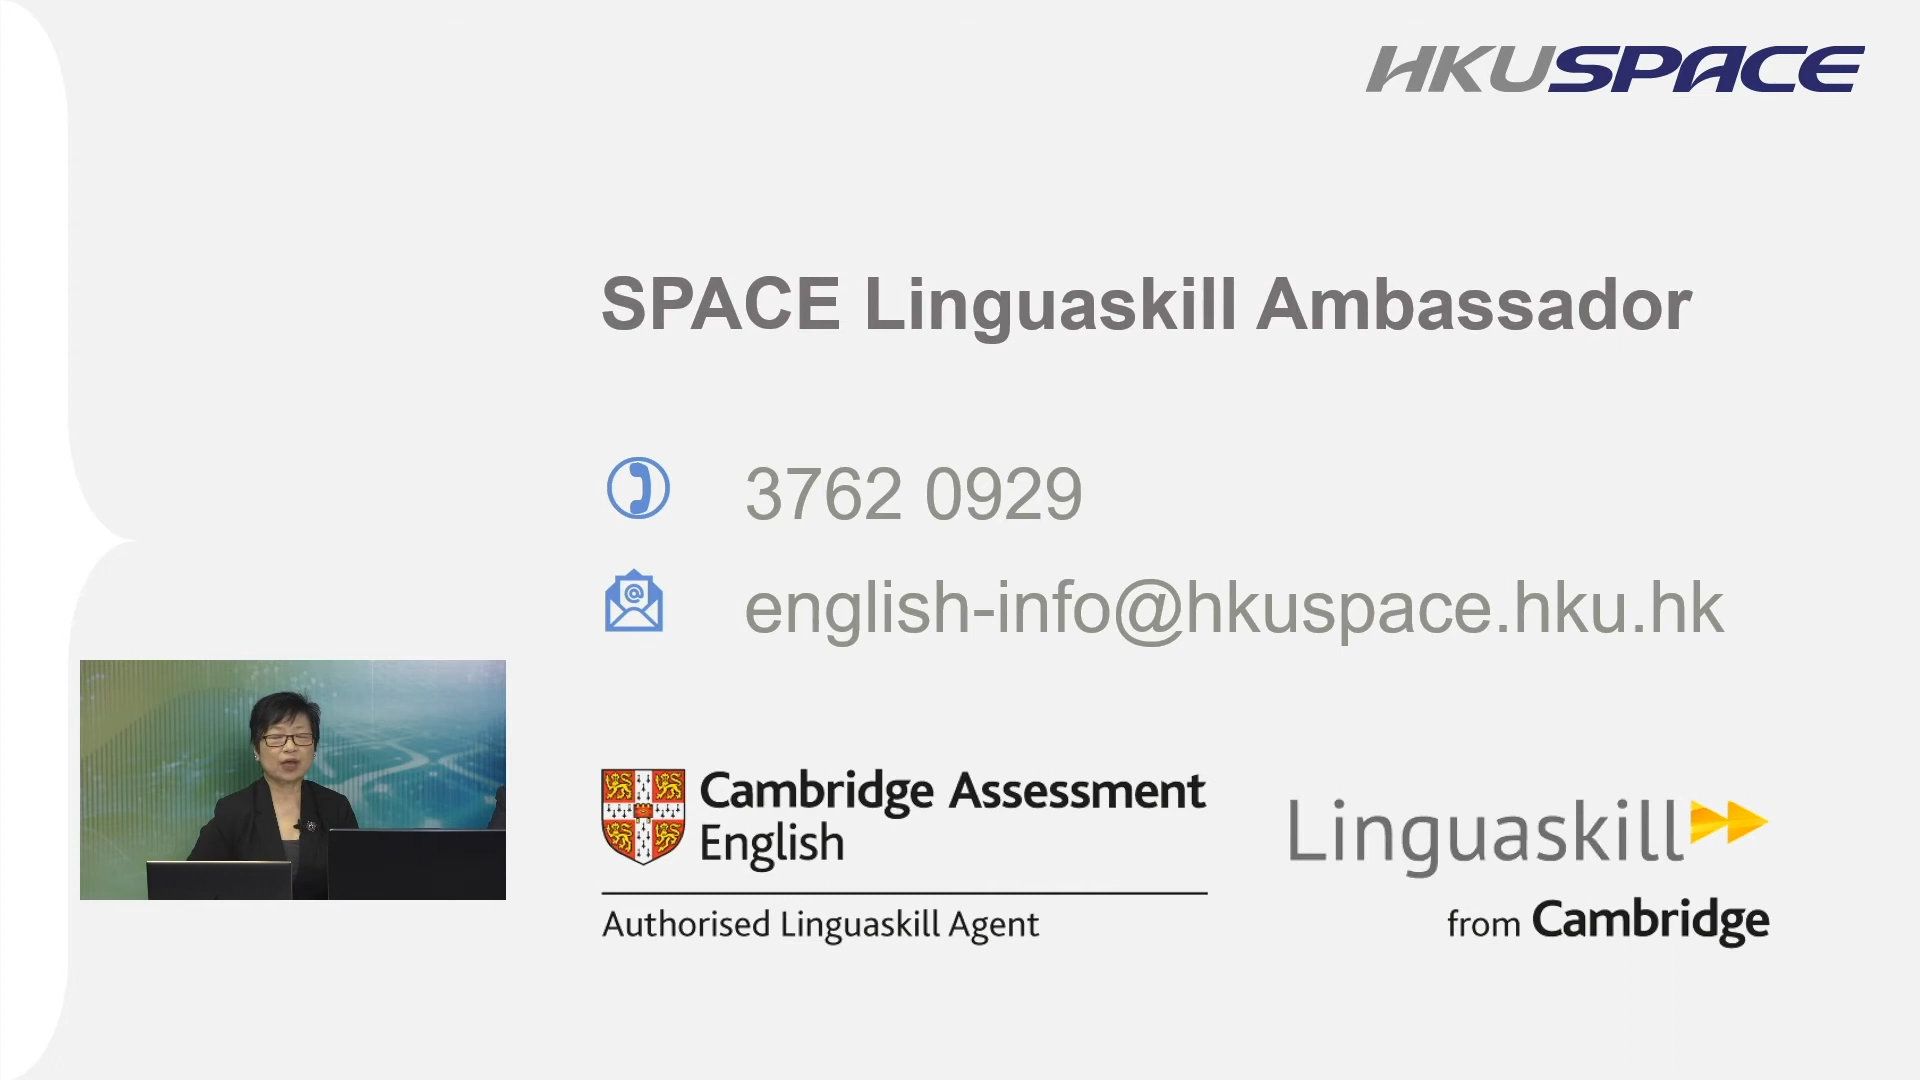 HKUSPACE
SPACE Linguaskill Ambassador
3762 0929
english-info@hkuspace.hku.hk
Cambridge Assessment
English
Authorised Linguaskill Agent
Linguaskill
from Cambridge